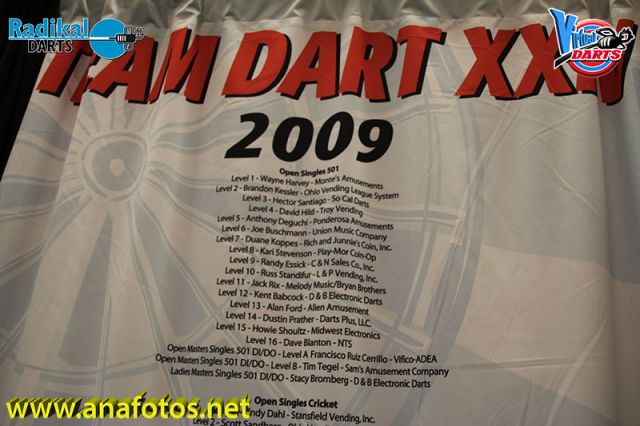 Radikal
DARTS
Virtual
DARTS
TEAM DART
2009
Open Singles 501
Level 1 - Wayne Harvey - Monte's Amusements
Level 2 - Brandon Kessler - Ohio Vending League System
Level 3 - Hector Santiago - So Cal Darts
Level 4 - David Hild - Troy Vending
Level 5 - Anthony Deguchi - Ponderosa Amusements
Level 6 - Joe Buschmann - Union Music Company
Level 7 - Duane Koppes - Rich and Junnie's Coin, Inc.
Level 8 - Kari Stevenson - Play-Mor Coin-Op
Level 9 - Randy Essick - C & N Sales Co., Inc.
Level 10 - Russ Standifur - L & P Vending, Inc.
Level 11 - Jack Rix - Melody Music/Bryan Brothers
Level 12 - Kent Babcock - D & B Electronic Darts
Level 13 - Alan Ford - Alien Amusement
Level 14 - Dustin Prather - Darts Plus, LLC.
Level 15 - Howie Shoultz - Midwest Electronics
Level 16 - Dave Blanton - NTS
Open Masters Singles 501 DI/DO - Level A Francisco Ruiz Cerrillo - Vifico-ADEA
Open Masters Singles 501 DI/DO - Level B - Tim Tegel - Sam's Amusement Company
Ladies Masters Singles 501 DI/DO - Stacy Bromberg - D & B Electronic Darts
Open Singles Cricket
Dahl - Stansfield Vending, Inc.
Level 2 - Scott
www.anafotos.net